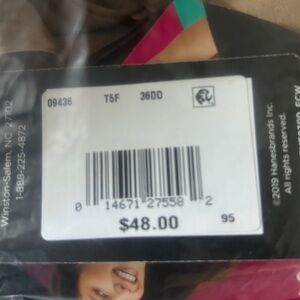 09436 T5F 36DD
0 14671-27558 2
$48.00 95
Winston-Salem, NC 27102
1-888-225-4872
©2019 Hanesbrands Inc.
All rights reserved.